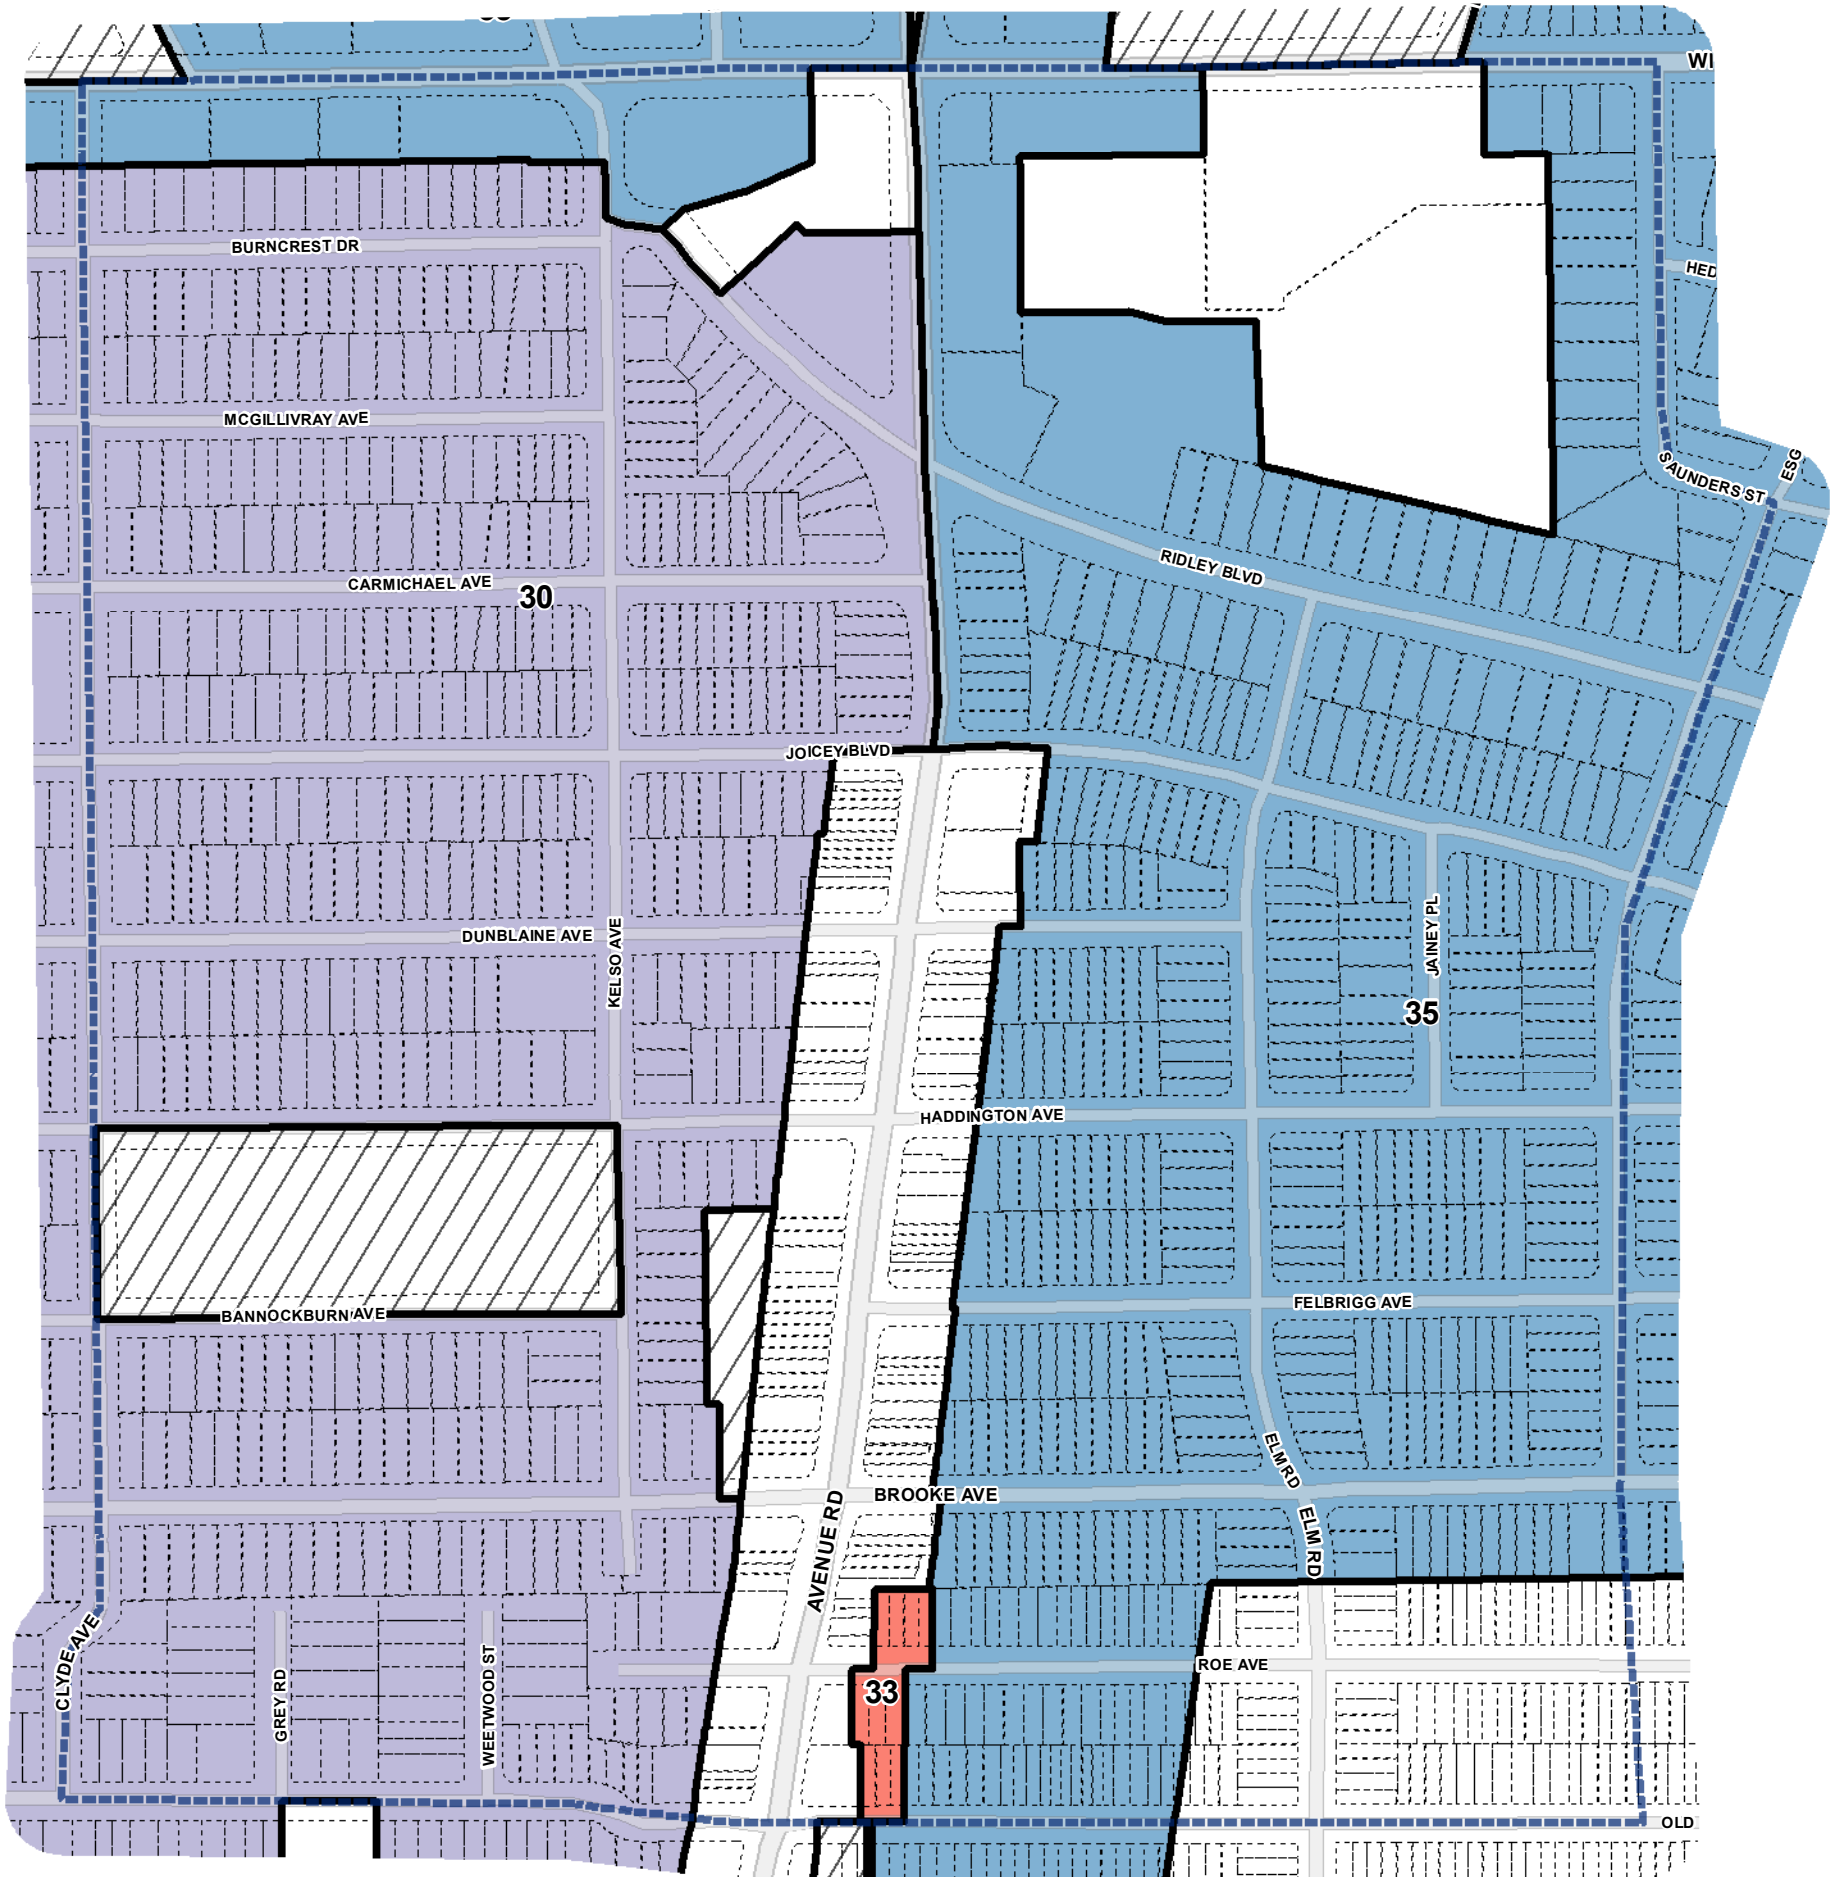 WI
BURNCREST DR
HED
MCGILLIVRAY AVE
SAUNDERS ST
ESG
RIDLEY BLVD
CARMICHAEL AVE
30
JOICEY BLVD
DUNBLAINE AVE
KELSO AVE
JAINEY PL
35
HADDINGTON AVE
FELBRIGG AVE
BANNOCKBURN AVE
ELM RD
BROOKE AVE
AVENUE RD
ELM RD
CLYDE AVE
GREY RD
WEETWOOD ST
ROE AVE
33
OLD